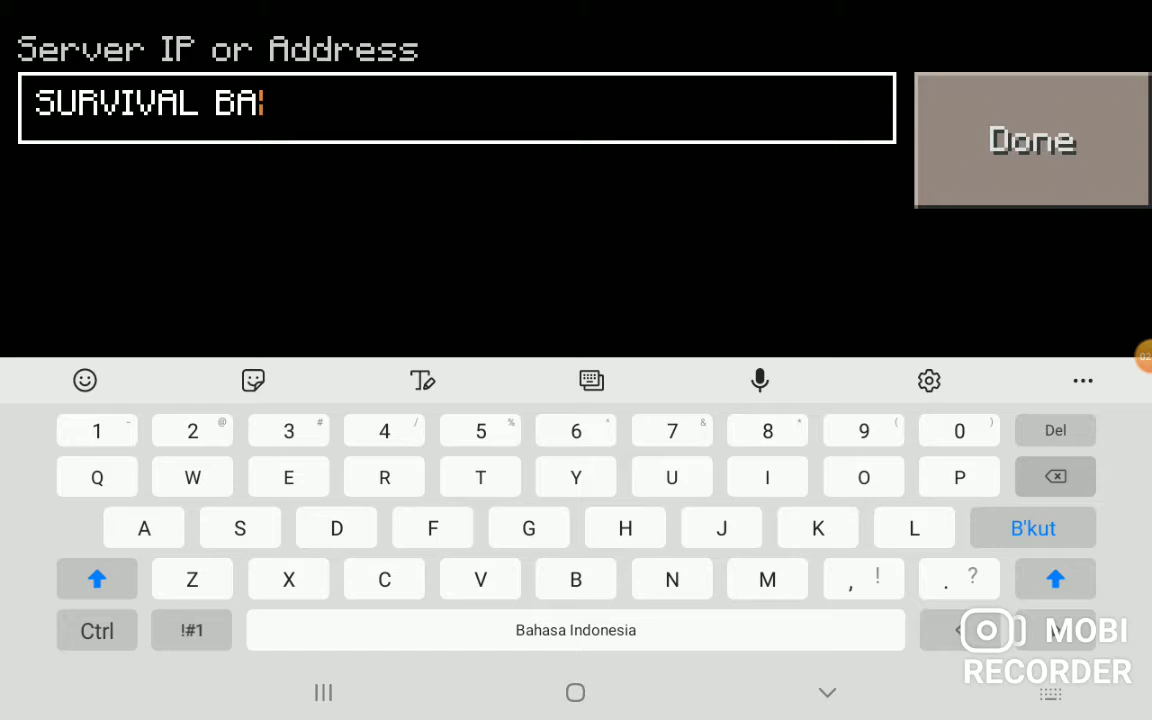 Server IP or Address
SURVIVAL BA
Done
02
1 - 2 @ 3 # 4 / 5 % 6 ^ 7 & 8 * 9 ( 0 ) Del
Q W E R T Y U I O P
A S D F G H J K L B'kut
Z X C V B N M , ! . ?
Ctrl !#1 Bahasa Indonesia <
MOBI
RECORDER